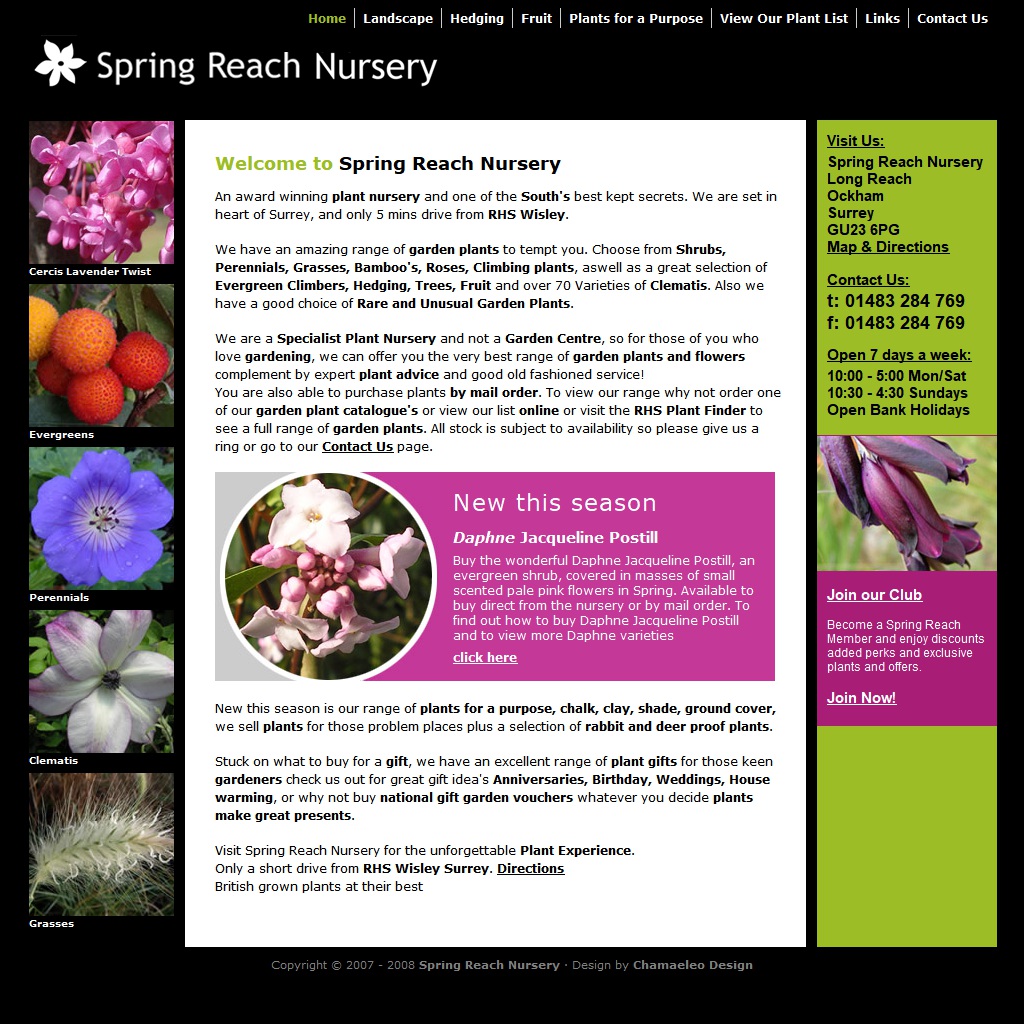 Home Landscape Hedging Fruit Plants for a Purpose View Our Plant List Links Contact Us
Spring Reach Nursery
Cercis Lavender Twist
Evergreens
Perennials
Clematis
Grasses
Welcome to Spring Reach Nursery
An award winning plant nursery and one of the South's best kept secrets. We are set in
heart of Surrey, and only 5 mins drive from RHS Wisley.
We have an amazing range of garden plants to tempt you. Choose from Shrubs,
Perennials, Grasses, Bamboo's, Roses, Climbing plants, aswell as a great selection of
Evergreen Climbers, Hedging, Trees, Fruit and over 70 Varieties of Clematis. Also we
have a good choice of Rare and Unusual Garden Plants.
We are a Specialist Plant Nursery and not a Garden Centre, so for those of you who
love gardening, we can offer you the very best range of garden plants and flowers
complement by expert plant advice and good old fashioned service!
You are also able to purchase plants by mail order. To view our range why not order one
of our garden plant catalogue's or view our list online or visit the RHS Plant Finder to
see a full range of garden plants. All stock is subject to availability so please give us a
ring or go to our Contact Us page.
New this season
Daphne Jacqueline Postill
Buy the wonderful Daphne Jacqueline Postill, an
evergreen shrub, covered in masses of small
scented pale pink flowers in Spring. Available to
buy direct from the nursery or by mail order. To
find out how to buy Daphne Jacqueline Postill
and to view more Daphne varieties
click here
New this season is our range of plants for a purpose, chalk, clay, shade, ground cover,
we sell plants for those problem places plus a selection of rabbit and deer proof plants.
Stuck on what to buy for a gift, we have an excellent range of plant gifts for those keen
gardeners check us out for great gift idea's Anniversaries, Birthday, Weddings, House
warming, or why not buy national gift garden vouchers whatever you decide plants
make great presents.
Visit Spring Reach Nursery for the unforgettable Plant Experience.
Only a short drive from RHS Wisley Surrey. Directions
British grown plants at their best
Visit Us:
Spring Reach Nursery
Long Reach
Ockham
Surrey
GU23 6PG
Map & Directions
Contact Us:
t: 01483 284 769
f: 01483 284 769
Open 7 days a week:
10:00 - 5:00 Mon/Sat
10:30 - 4:30 Sundays
Open Bank Holidays
Join our Club
Become a Spring Reach
Member and enjoy discounts
added perks and exclusive
plants and offers.
Join Now!
Copyright © 2007 - 2008 Spring Reach Nursery · Design by Chamaeleo Design